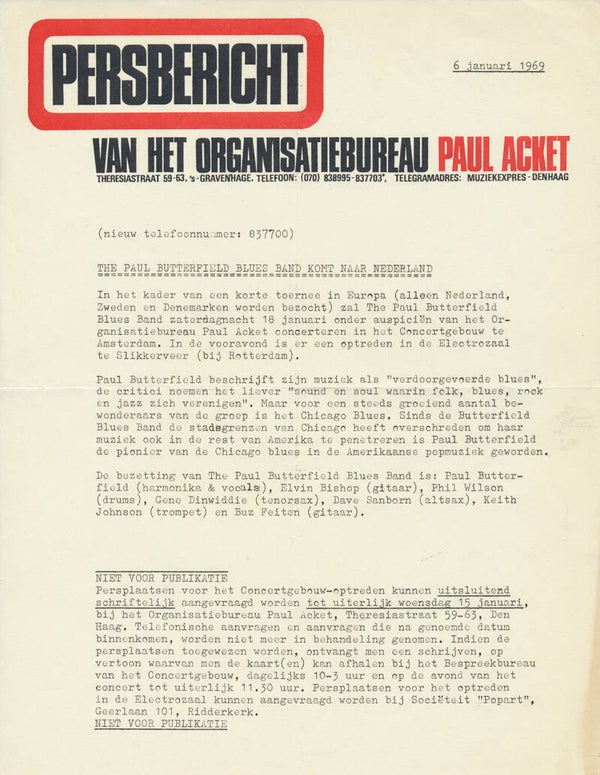 PERSBERICHT
6 januari 1969
VAN HET ORGANISATIEBUREAU PAUL ACKET
THERESIASTRAAT 59-63, 's-GRAVENHAGE. TELEFOON: (070) 838995-837703*, TELEGRAMADRES: MUZIEKEXPRES-DENHAAG
(nieuw telefoonnummer: 837700)
THE PAUL BUTTERFIELD BLUES BAND KOMT NAAR NEDERLAND
In het kader van een korte toernee in Europa (alleen Nederland,
Zweden en Denemarken worden bezocht) zal The Paul Butterfield
Blues Band zaterdagnacht 18 januari onder auspiciën van het Or-
ganisatiebureau Paul Acket concerteren in het Concertgebouw te
Amsterdam. In de vooravond is er een optreden in de Electrozaal
te Slikkerveer (bij Rotterdam).
Paul Butterfield beschrijft zijn muziek als "verdoorgevoerde blues",
de critici noemen het liever "sound en soul waarin folk, blues, rock
en jazz zich verenigen". Maar voor een steeds groeiend aantal be-
wonderaars van de groep is het Chicago Blues. Sinds de Butterfield
Blues Band de stadsgrenzen van Chicago heeft overschreden om haar
muziek ook in de rest van Amerika te penetreren is Paul Butterfield
de pionier van de Chicago blues in de Amerikaanse popmuziek geworden.
De bezetting van The Paul Butterfield Blues Band is: Paul Butter-
field (harmonika & vocals), Elvin Bishop (gitaar), Phil Wilson
(drums), Gene Dinwiddie (tenorsax), Dave Sanborn (altsax), Keith
Johnson (trompet) en Buz Feiten (gitaar).
NIET VOOR PUBLIKATIE
Persplaatsen voor het Concertgebouw-optreden kunnen uitsluitend
schriftelijk aangevraagd worden tot uiterlijk woensdag 15 januari,
bij het Organisatiebureau Paul Acket, Theresiastraat 59-63, Den
Haag. Telefonische aanvragen en aanvragen die na genoemde datum
binnenkomen, worden niet meer in behandeling genomen. Indien de
persplaatsen toegewezen worden, ontvangt men een schrijven, op
vertoon waarvan men de kaart(en) kan afhalen bij het Bespreekbureau
van het Concertgebouw, dagelijks 10-3 uur en op de avond van het
concert tot uiterlijk 11.30 uur. Persplaatsen voor het optreden
in de Electrozaal kunnen aangevraagd worden bij Sociëteit "Popart",
Geerlaan 101, Ridderkerk.
NIET VOOR PUBLIKATIE